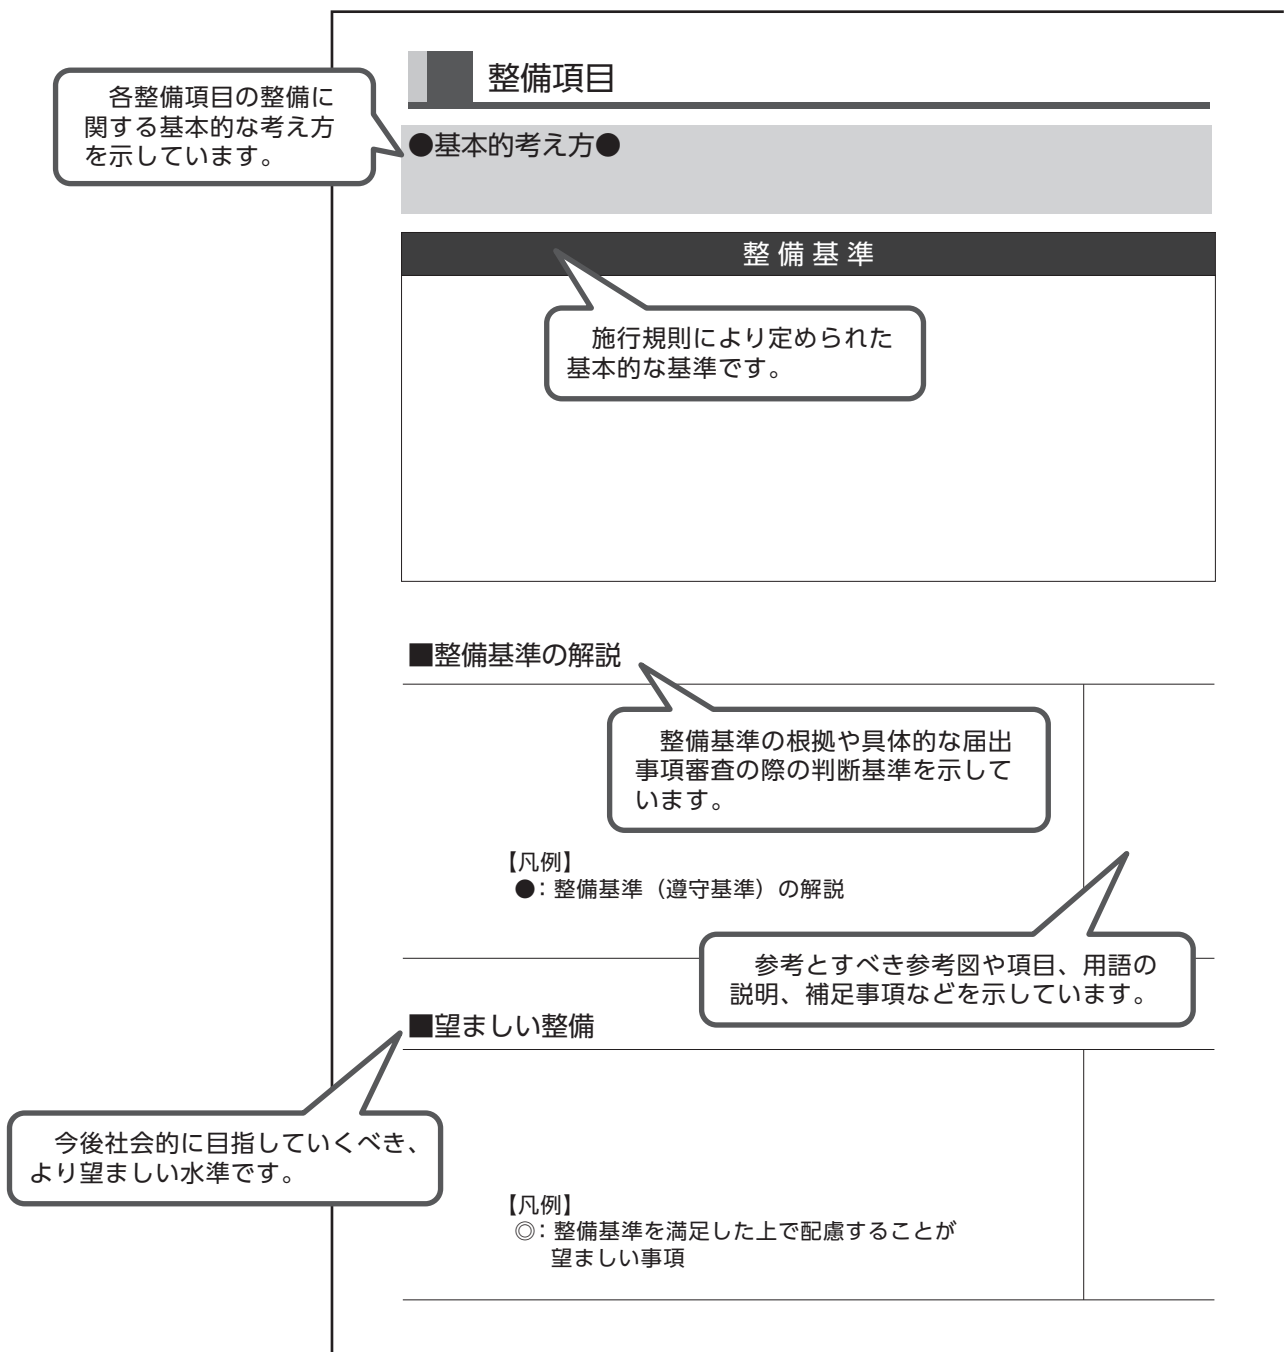 整備項目
各整備項目の整備に
関する基本的な考え方
を示しています。
●基本的考え方●
整備基準
施行規則により定められた
基本的な基準です。
■整備基準の解説
整備基準の根拠や具体的な届出
事項審査の際の判断基準を示して
います。
【凡例】
●：整備基準（遵守基準）の解説
参考とすべき参考図や項目、用語の
説明、補足事項などを示しています。
■望ましい整備
今後社会的に目指していくべき、
より望ましい水準です。
【凡例】
◎：整備基準を満足した上で配慮することが
望ましい事項